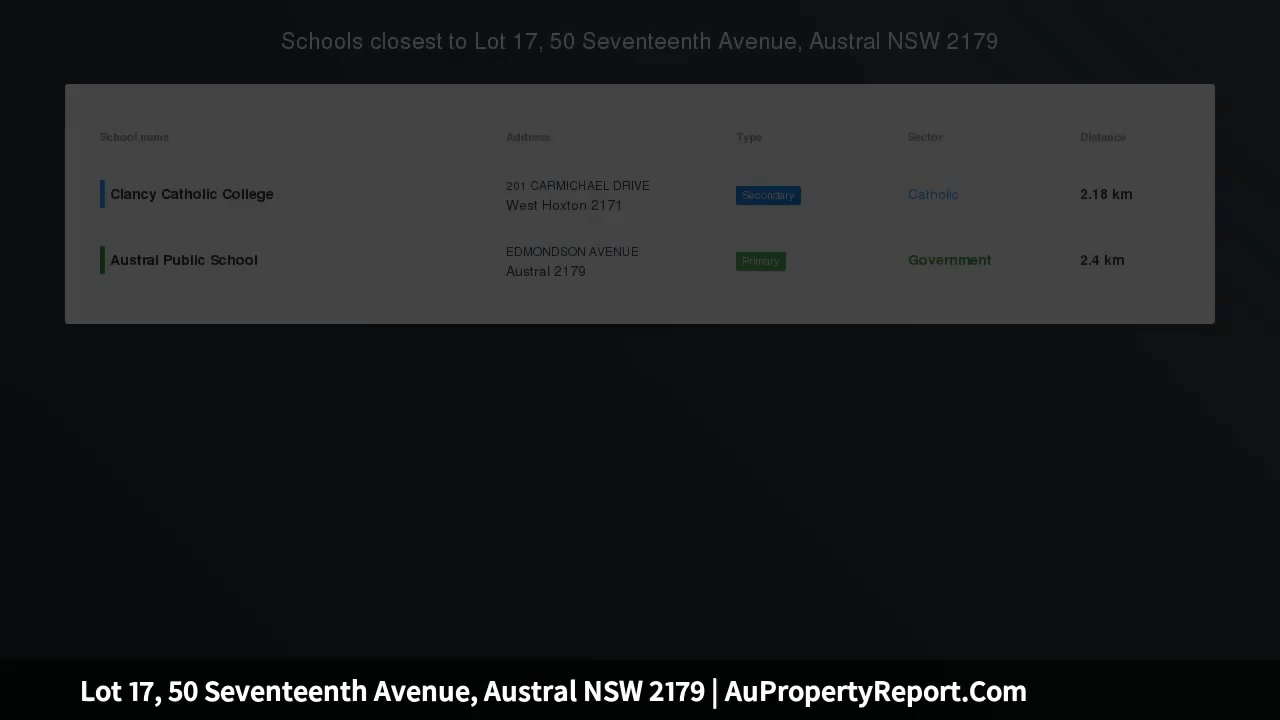 Schools closest to Lot 17, 50 Seventeenth Avenue, Austral NSW 2179
School name Address Type Sector Distance
Clancy Catholic College 201 CARMICHAEL DRIVE Secondary Catholic 2.18 km
West Hoxton 2171
Austral Public School EDMONDSON AVENUE Primary Government 2.4 km
Austral 2179
Lot 17, 50 Seventeenth Avenue, Austral NSW 2179 | AuPropertyReport.Com